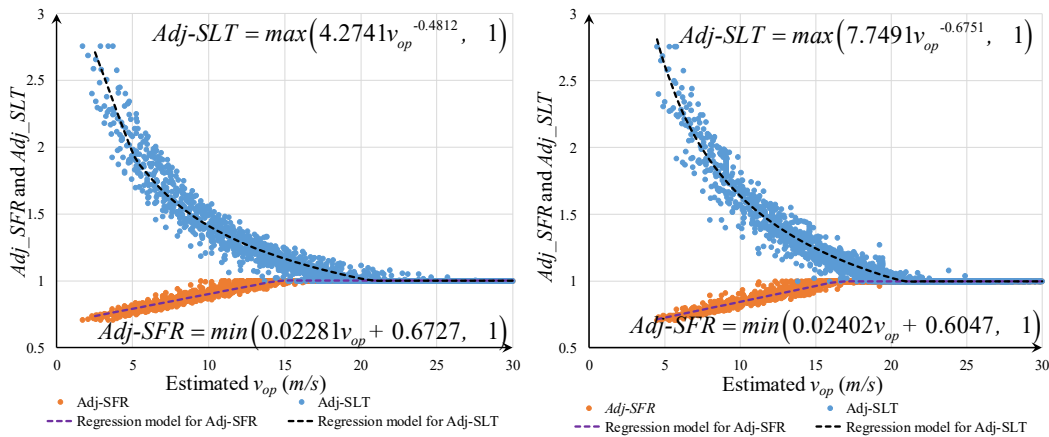 Adj-SLT = max(4.2741v_op^-0.4812, 1)
3
2.5
2
1.5
1
0.5
Adj_SFR and Adj_SLT
Adj-SFR = min(0.02281v_op + 0.6727, 1)
0 5 10 15 20 25 30
Estimated v_op (m/s)
Adj-SFR Adj-SLT
Regression model for Adj-SFR Regression model for Adj-SLT
Adj-SLT = max(7.7491v_op^-0.6751, 1)
3
2.5
2
1.5
1
0.5
Adj_SFR and Adj_SLT
Adj-SFR = min(0.02402v_op + 0.6047, 1)
0 5 10 15 20 25 30
Estimated v_op (m/s)
Adj-SFR Adj-SLT
Regression model for Adj-SFR Regression model for Adj-SLT